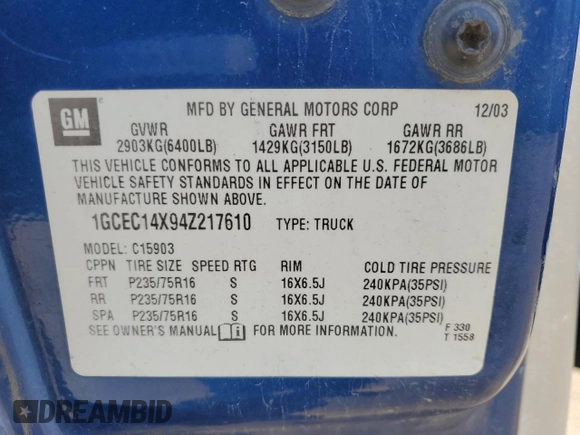 GM
MFD BY GENERAL MOTORS CORP 12/03
GVWR GAWR FRT GAWR RR
2903KG(6400LB) 1429KG(3150LB) 1672KG(3686LB)
THIS VEHICLE CONFORMS TO ALL APPLICABLE U.S. FEDERAL MOTOR
VEHICLE SAFETY STANDARDS IN EFFECT ON THE DATE OF
MANUFACTURE SHOWN ABOVE.
1GCEC14X94Z217610 TYPE: TRUCK
MODEL: C15903
CPPN TIRE SIZE SPEED RTG RIM COLD TIRE PRESSURE
FRT P235/75R16 S 16X6.5J 240KPA(35PSI)
RR P235/75R16 S 16X6.5J 240KPA(35PSI)
SPA P235/75R16 S 16X6.5J 240KPA(35PSI)
SEE OWNER'S MANUAL FOR MORE INFORMATION.
F 330
T 1558
DREAMBID